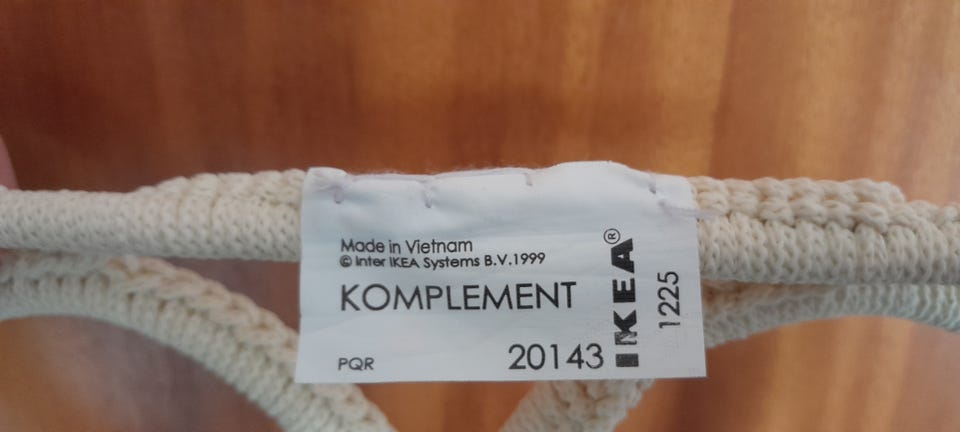 Made in Vietnam
© Inter IKEA Systems B.V.1999
KOMPLEMENT
PQR
20143
IKEA®
1225